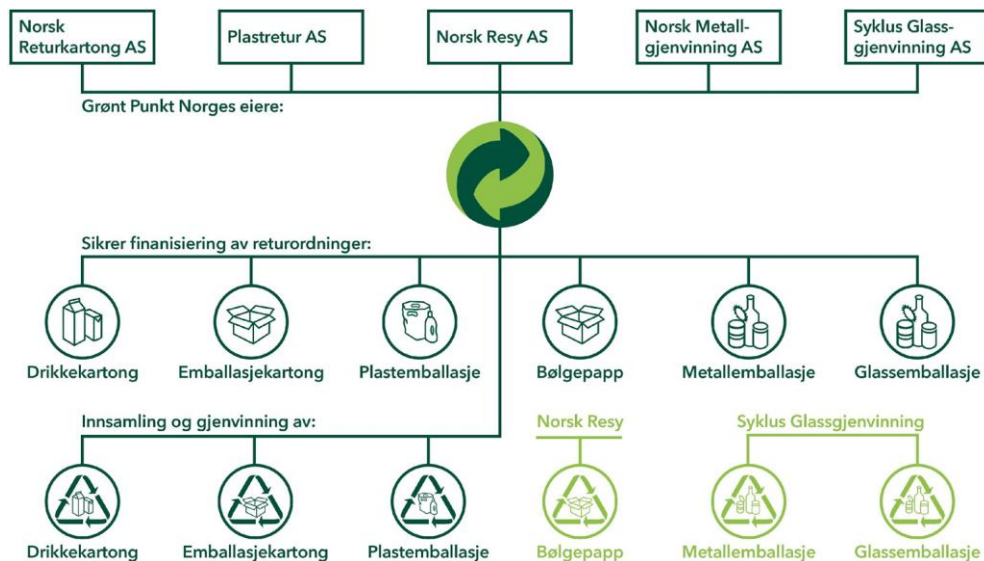 Norsk
Returkartong AS
Plastretur AS
Norsk Resy AS
Norsk Metall-
gjenvinning AS
Syklus Glass-
gjenvinning AS
Grønt Punkt Norges eiere:
Sikrer finanisiering av returordninger:
Drikkekartong
Emballasjekartong
Plastemballasje
Bølgepapp
Metallemballasje
Glassemballasje
Innsamling og gjenvinning av:
Norsk Resy
Syklus Glassgjenvinning
Drikkekartong
Emballasjekartong
Plastemballasje
Bølgepapp
Metallemballasje
Glassemballasje